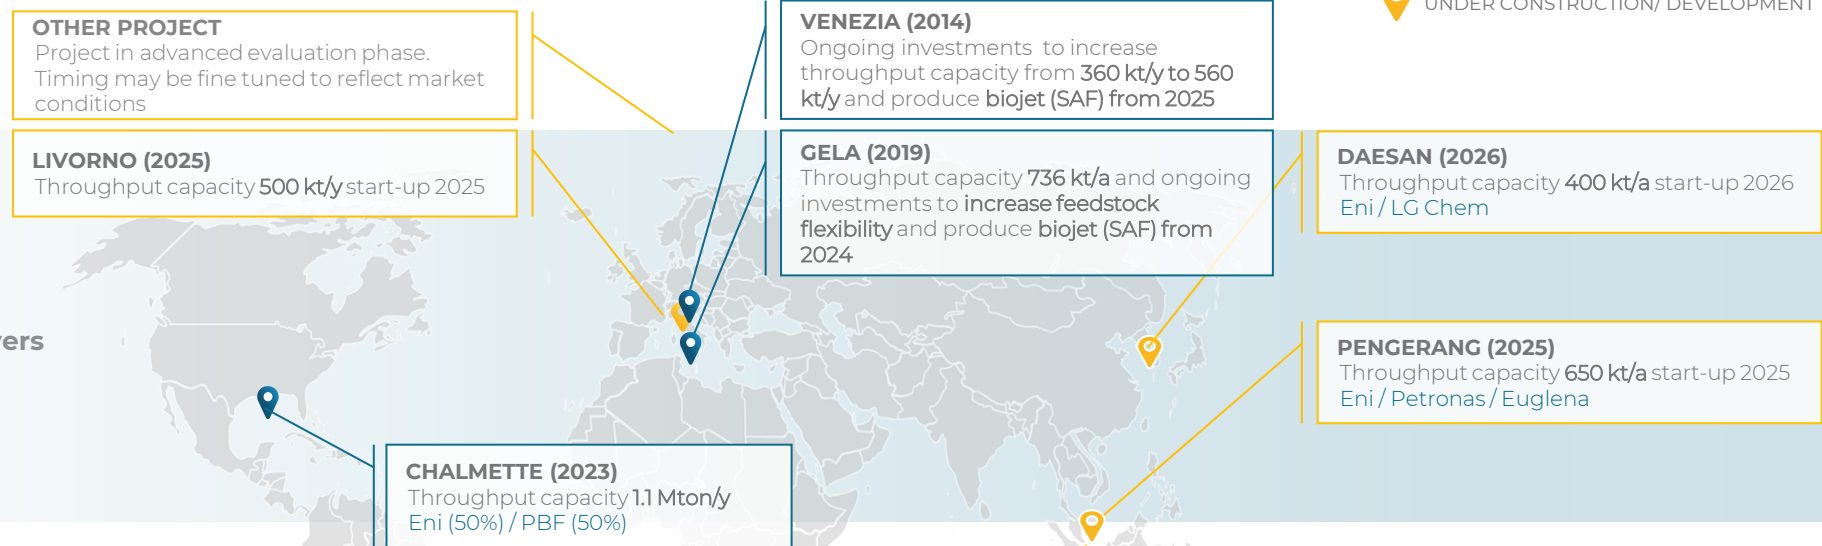 UNDER CONSTRUCTION/ DEVELOPMENT
OTHER PROJECT
Project in advanced evaluation phase.
Timing may be fine tuned to reflect market
conditions
VENEZIA (2014)
Ongoing investments to increase
throughput capacity from 360 kt/y to 560
kt/y and produce biojet (SAF) from 2025
LIVORNO (2025)
Throughput capacity 500 kt/y start-up 2025
GELA (2019)
Throughput capacity 736 kt/a and ongoing
investments to increase feedstock
flexibility and produce biojet (SAF) from
2024
DAESAN (2026)
Throughput capacity 400 kt/a start-up 2026
Eni / LG Chem
PENGERANG (2025)
Throughput capacity 650 kt/a start-up 2025
Eni / Petronas / Euglena
CHALMETTE (2023)
Throughput capacity 1.1 Mton/y
Eni (50%) / PBF (50%)